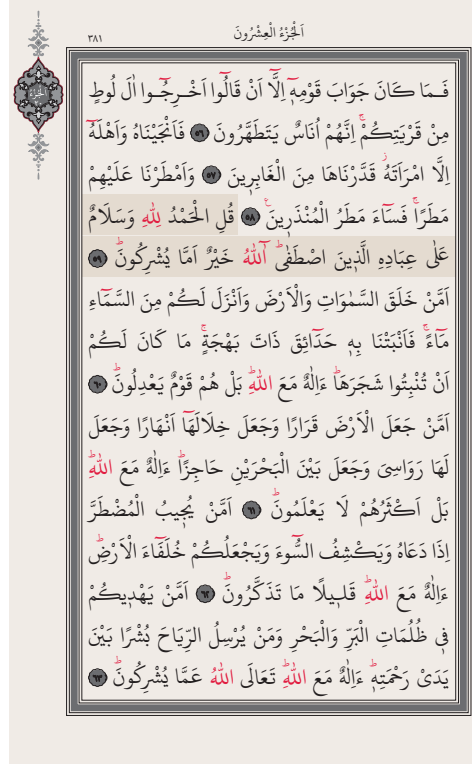 اَلْجُزْءُ الْعِشْرُونَ
٣٨١
فَمَا كَانَ جَوَابَ قَوْمِهٖٓ اِلَّٓا اَنْ قَالُٓوا اَخْرِجُٓوا اٰلَ لُوطٍ
مِنْ قَرْيَتِكُمْۚ اِنَّهُمْ اُنَاسٌ يَتَطَهَّرُونَ ﴿٥٦﴾ فَاَنْجَيْنَاهُ وَاَهْلَهُٓ
اِلَّا امْرَاَتَهُۘ قَدَّرْنَاهَا مِنَ الْغَابِرٖينَ ﴿٥٧﴾ وَاَمْطَرْنَا عَلَيْهِمْ
مَطَرًاۚ فَسَٓاءَ مَطَرُ الْمُنْذَرٖينَۚ ﴿٥٨﴾ قُلِ الْحَمْدُ لِلّٰهِ وَسَلَامٌ
عَلٰى عِبَادِهِ الَّذٖينَ اصْطَفٰىۜ آٰللّٰهُ خَيْرٌ اَمَّا يُشْرِكُونَۜ ﴿٥٩﴾
اَمَّنْ خَلَقَ السَّمٰوَاتِ وَالْاَرْضَ وَاَنْزَلَ لَكُمْ مِنَ السَّمَٓاءِ
مَٓاءًۚ فَاَنْبَتْنَا بِهٖ حَدَٓائِقَ ذَاتَ بَهْجَةٍۚ مَا كَانَ لَكُمْ
اَنْ تُنْبِتُوا شَجَرَهَاۜ ءَاِلٰهٌ مَعَ اللّٰهِۜ بَلْ هُمْ قَوْمٌ يَعْدِلُونَۜ ﴿٦٠﴾
اَمَّنْ جَعَلَ الْاَرْضَ قَرَارًا وَجَعَلَ خِلَالَهَٓا اَنْهَارًا وَجَعَلَ
لَهَا رَوَاسِيَ وَجَعَلَ بَيْنَ الْبَحْرَيْنِ حَاجِزًاۜ ءَاِلٰهٌ مَعَ اللّٰهِۜ
بَلْ اَكْثَرُهُمْ لَا يَعْلَمُونَۜ ﴿٦١﴾ اَمَّنْ يُجٖيبُ الْمُضْطَرَّ
اِذَا دَعَاهُ وَيَكْشِفُ السُّٓوءَ وَيَجْعَلُكُمْ خُلَفَٓاءَ الْاَرْضِۜ
ءَاِلٰهٌ مَعَ اللّٰهِۜ قَلٖيلًا مَا تَذَكَّرُونَۜ ﴿٦٢﴾ اَمَّنْ يَهْدٖيكُمْ
فٖي ظُلُمَاتِ الْبَرِّ وَالْبَحْرِ وَمَنْ يُرْسِلُ الرِّيَاحَ بُشْرًا بَيْنَ
يَدَيْ رَحْمَتِهٖۜ ءَاِلٰهٌ مَعَ اللّٰهِۜ تَعَالَى اللّٰهُ عَمَّا يُشْرِكُونَۜ ﴿٦٣﴾